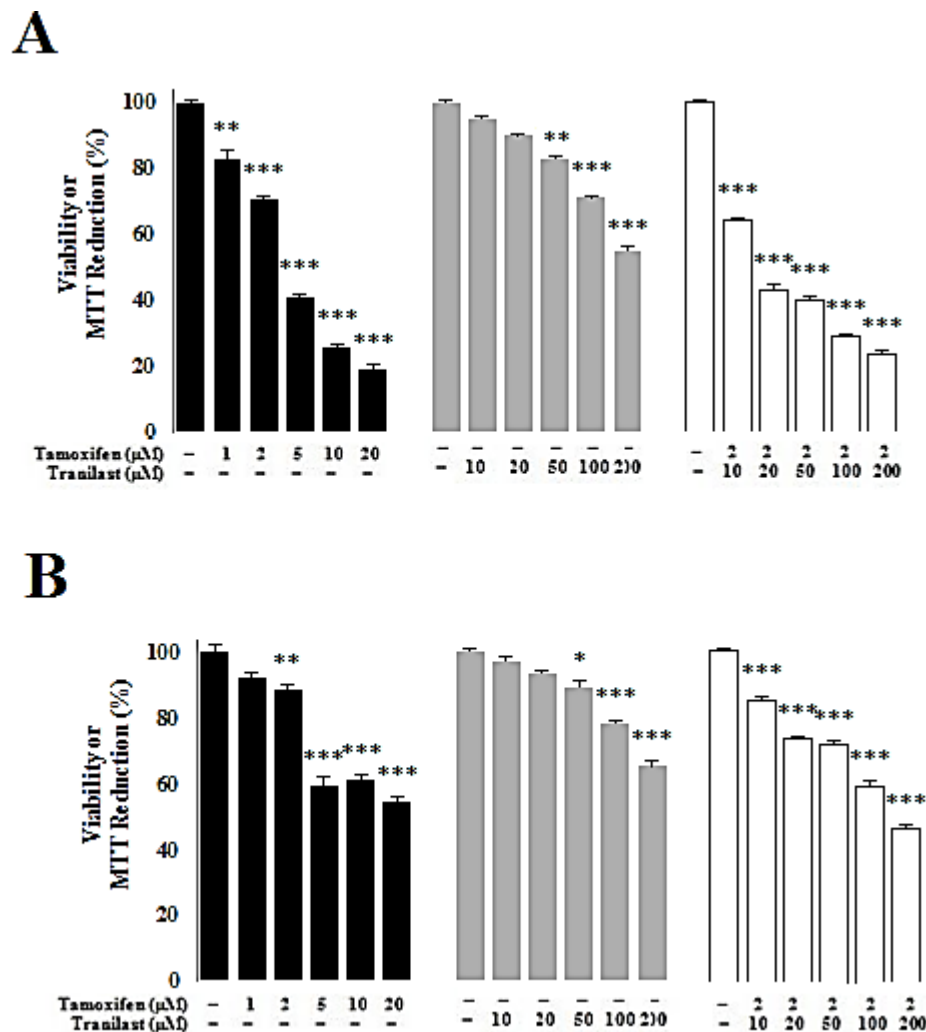 A
Viability or
MTT Reduction (%)
100
80
60
40
20
0
** *** *** *** ***
** *** ***
*** *** *** *** ***
Tamoxifen (μM) – 1 2 5 10 20 – – – – – – – 2 2 2 2 2
Tranilast (μM) – – – – – – – 10 20 50 100 200 – 10 20 50 100 200
B
Viability or
MTT Reduction (%)
100
80
60
40
20
0
** *** *** ***
* *** ***
*** *** *** *** ***
Tamoxifen (μM) – 1 2 5 10 20 – – – – – – – 2 2 2 2 2
Tranilast (μM) – – – – – – – 10 20 50 100 200 – 10 20 50 100 200